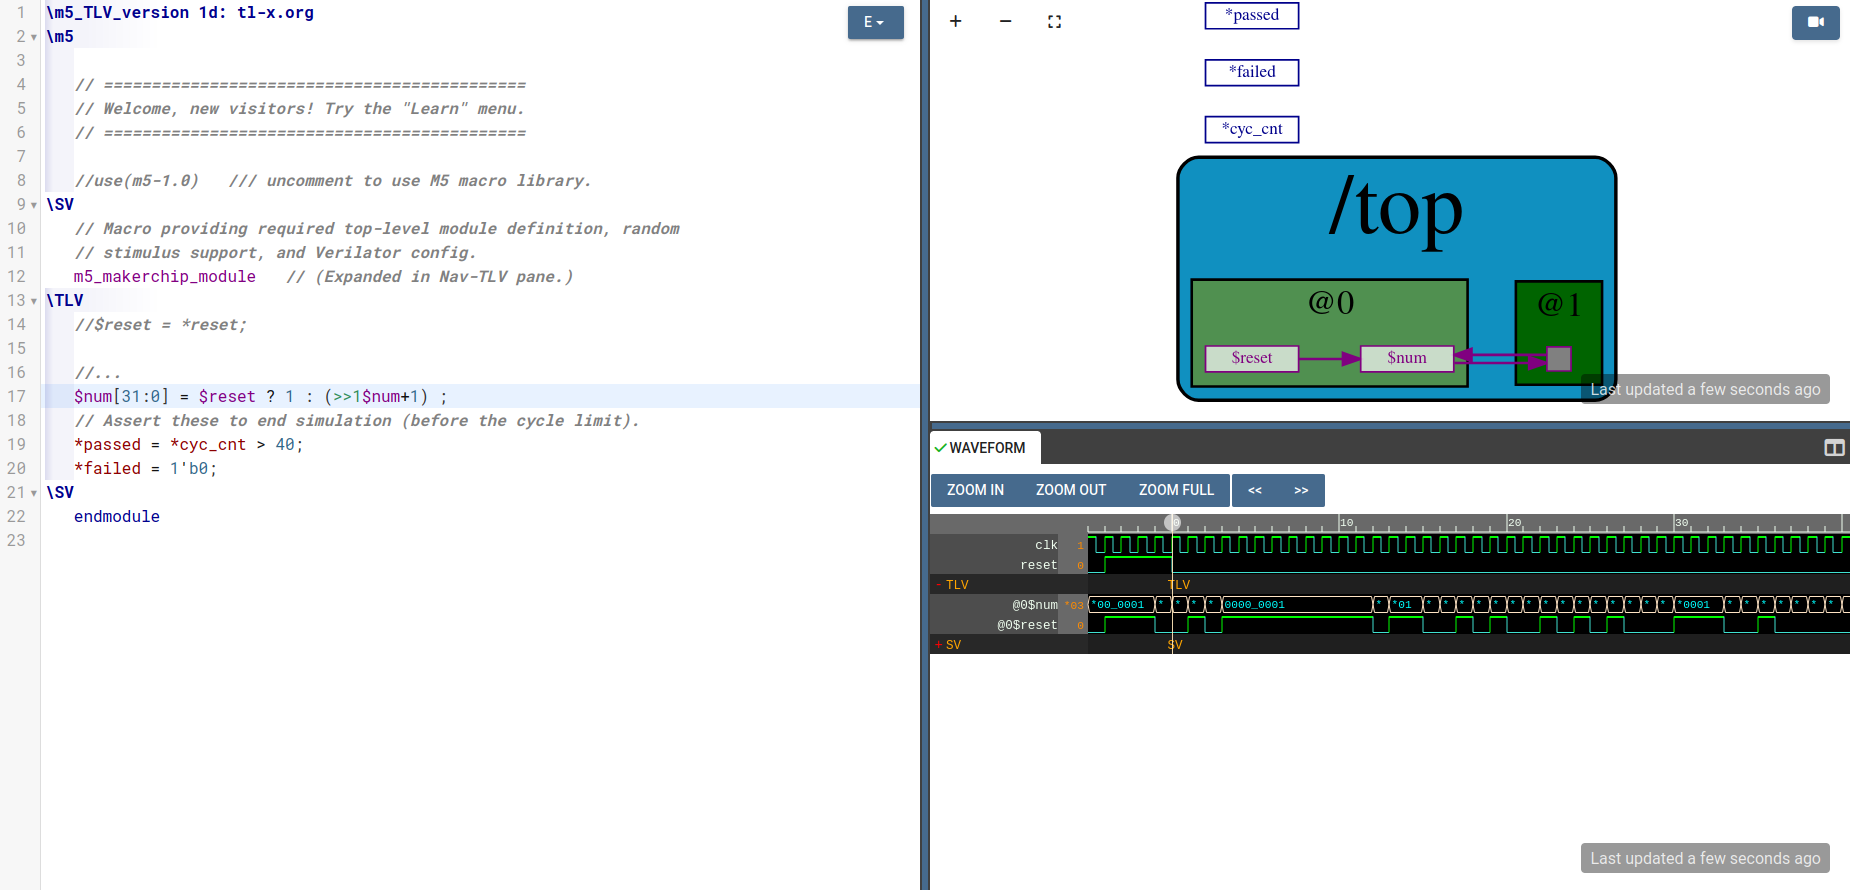 1 \m5_TLV_version 1d: tl-x.org
2 \m5
3
4 // ============================================
5 // Welcome, new visitors! Try the "Learn" menu.
6 // ============================================
7
8 //use(m5-1.0)   /// uncomment to use M5 macro library.
9 \SV
10 // Macro providing required top-level module definition, random
11 // stimulus support, and Verilator config.
12 m5_makerchip_module   // (Expanded in Nav-TLV pane.)
13 \TLV
14 //$reset = *reset;
15
16 //...
17 $num[31:0] = $reset ? 1 : (>>1$num+1) ;
18 // Assert these to end simulation (before the cycle limit).
19 *passed = *cyc_cnt > 40;
20 *failed = 1'b0;
21 \SV
22 endmodule
23
E
*passed
*failed
*cyc_cnt
/top
@0
@1
$reset
$num
Last updated a few seconds ago
WAVEFORM
ZOOM IN ZOOM OUT ZOOM FULL << >>
0 10 20 30
clk 1
reset 0
- TLV TLV
@0$num *03 *00_0001 * * * * 0000_0001 * *01 * * * * * * * * * * * * * * * *0001 * * * * * * *
@0$reset 0
+ SV SV
Last updated a few seconds ago